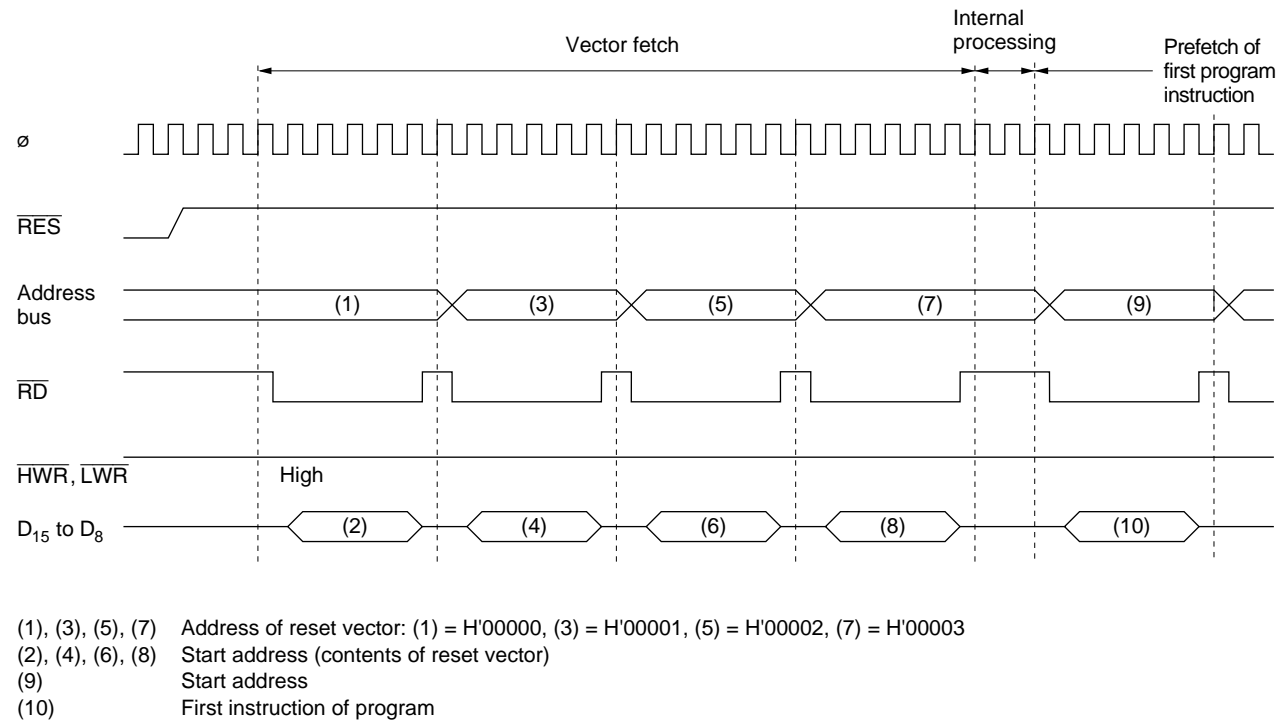 Internal
processing
Vector fetch
Prefetch of
first program
instruction
ø
RES
Address
bus
(1) (3) (5) (7) (9)
RD
HWR, LWR High
D15 to D8 (2) (4) (6) (8) (10)
(1), (3), (5), (7) Address of reset vector: (1) = H'00000, (3) = H'00001, (5) = H'00002, (7) = H'00003
(2), (4), (6), (8) Start address (contents of reset vector)
(9) Start address
(10) First instruction of program